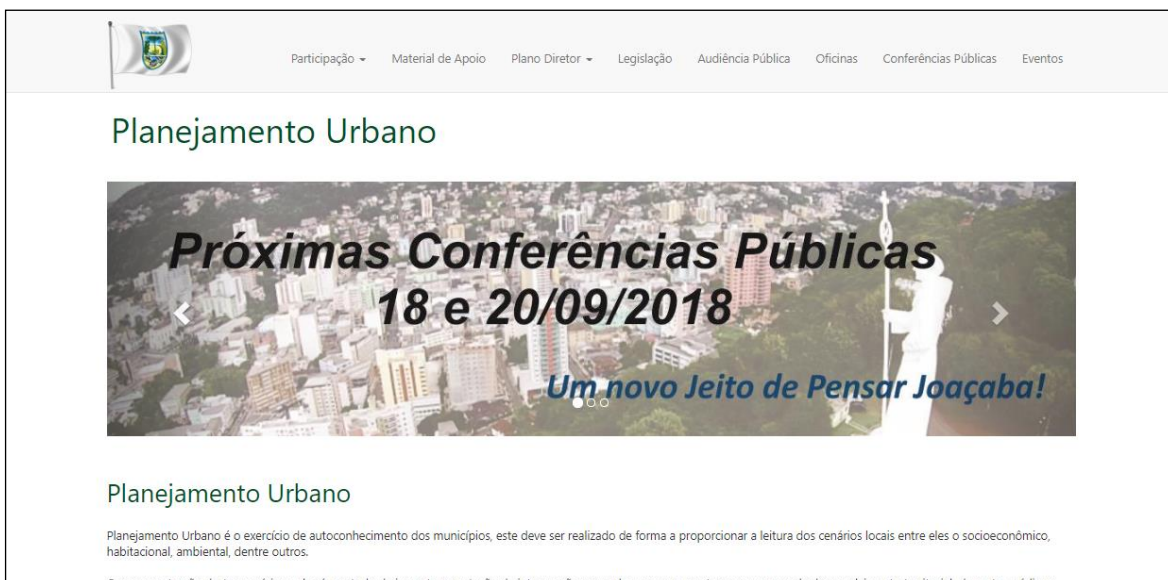 Participação Material de Apoio Plano Diretor Legislação Audiência Pública Oficinas Conferências Públicas Eventos
Planejamento Urbano
Próximas Conferências Públicas
18 e 20/09/2018
Um novo Jeito de Pensar Joaçaba!
Planejamento Urbano
Planejamento Urbano é o exercício de autoconhecimento dos municípios, este deve ser realizado de forma a proporcionar a leitura dos cenários locais entre eles o socioeconômico,
habitacional, ambiental, dentre outros.